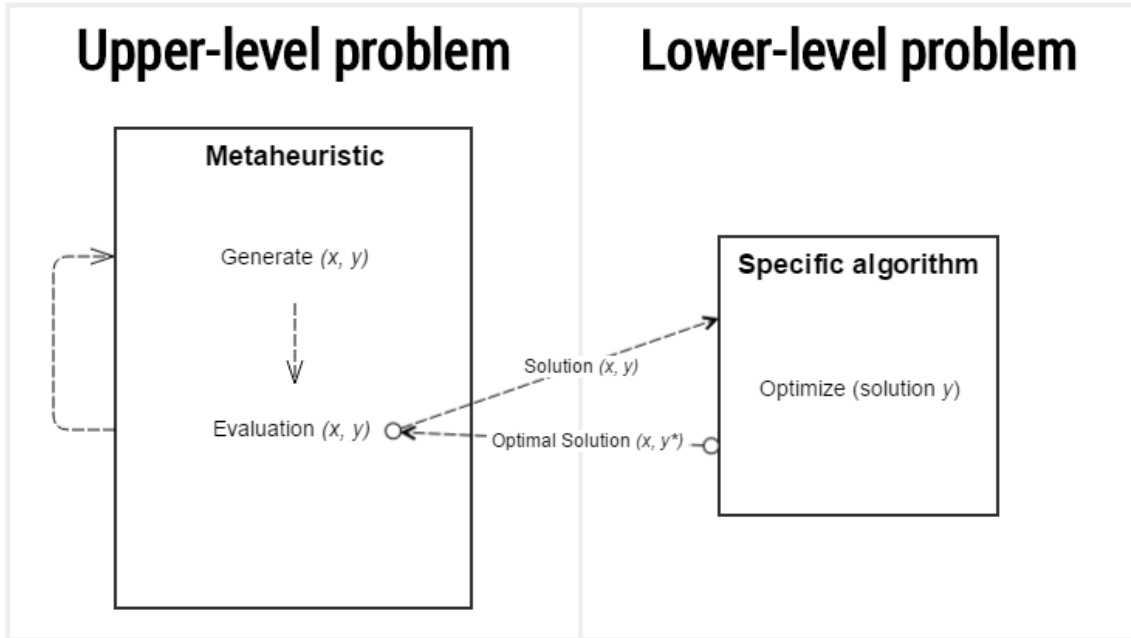 Upper-level problem
Lower-level problem
Metaheuristic
Generate (x, y)
Specific algorithm
Solution (x, y)
Optimize (solution y)
Evaluation (x, y)
Optimal Solution (x, y*)